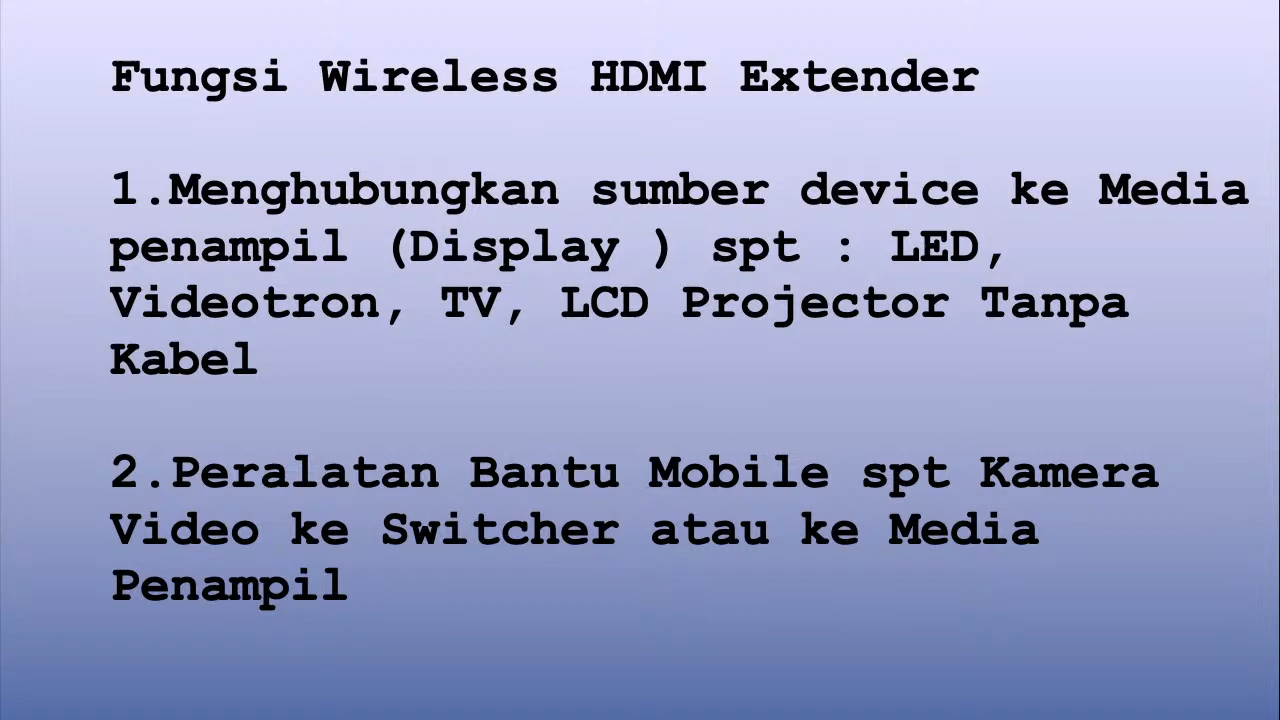 Fungsi Wireless HDMI Extender
1.Menghubungkan sumber device ke Media
penampil (Display ) spt : LED,
Videotron, TV, LCD Projector Tanpa
Kabel
2.Peralatan Bantu Mobile spt Kamera
Video ke Switcher atau ke Media
Penampil